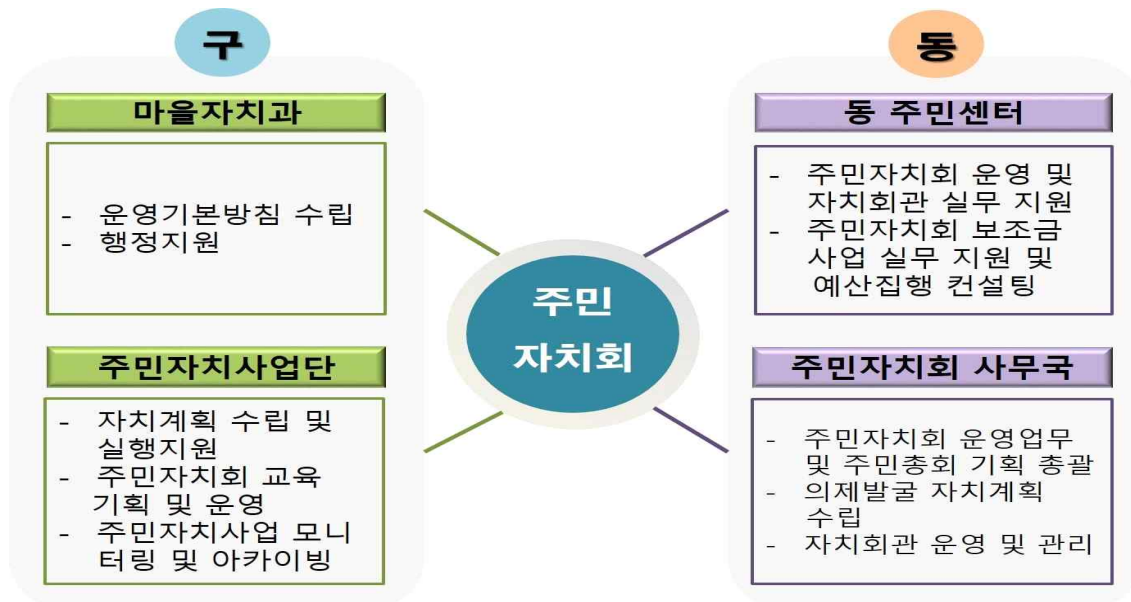 구
마을자치과
- 운영기본방침 수립
- 행정지원
주민자치사업단
- 자치계획 수립 및
실행지원
- 주민자치회 교육
기획 및 운영
- 주민자치사업 모니
터링 및 아카이빙
주민
자치회
동
동 주민센터
- 주민자치회 운영 및
자치회관 실무 지원
- 주민자치회 보조금
사업 실무 지원 및
예산집행 컨설팅
주민자치회 사무국
- 주민자치회 운영업무
및 주민총회 기획 총괄
- 의제발굴 자치계획
수립
- 자치회관 운영 및 관리